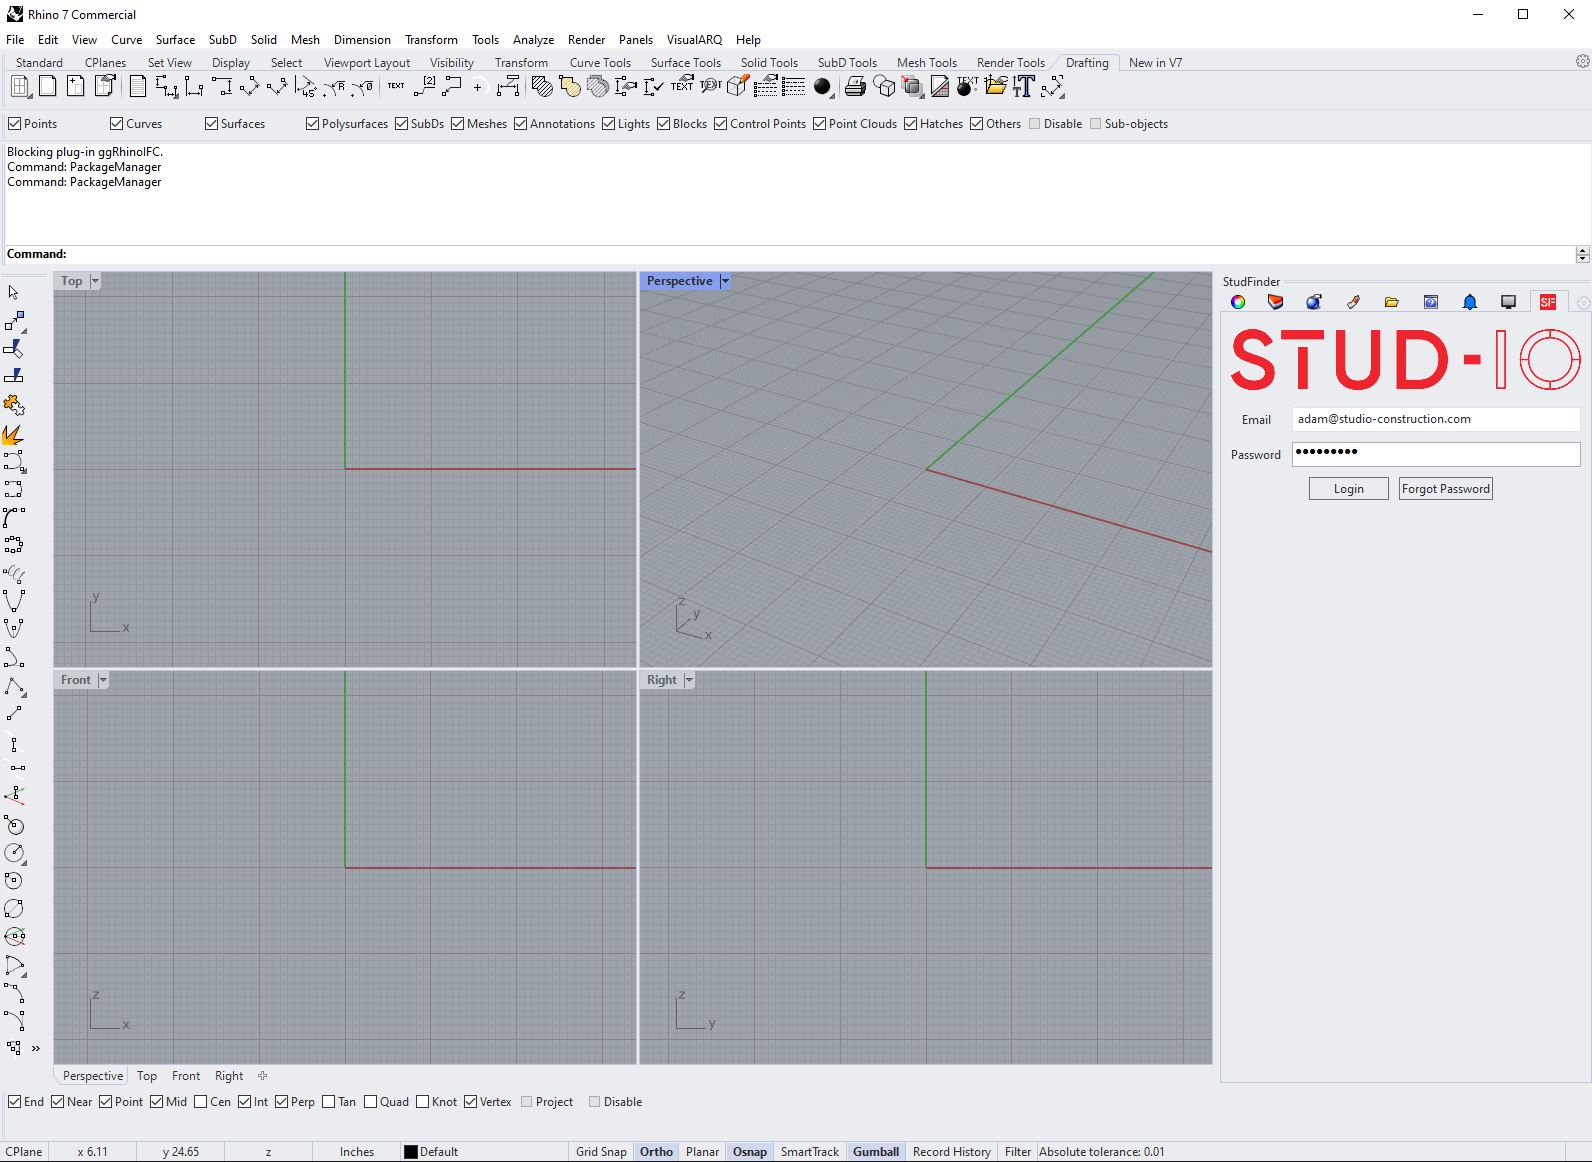 Rhino 7 Commercial
File Edit View Curve Surface SubD Solid Mesh Dimension Transform Tools Analyze Render Panels VisualARQ Help
Standard CPlanes Set View Display Select Viewport Layout Visibility Transform Curve Tools Surface Tools Solid Tools SubD Tools Mesh Tools Render Tools Drafting New in V7
TEXT [2] TEXT TEXT TEXT
Points Curves Surfaces Polysurfaces SubDs Meshes Annotations Lights Blocks Control Points Point Clouds Hatches Others Disable Sub-objects
Blocking plug-in ggRhinoIFC.
Command: PackageManager
Command: PackageManager
Command:
Top
Perspective
StudFinder
SF
STUD-IO
Email adam@studio-construction.com
Password •••••••••
Login Forgot Password
y
x
z
y
x
Front
Right
z
x
z
y
Perspective Top Front Right
End Near Point Mid Cen Int Perp Tan Quad Knot Vertex Project Disable
CPlane x 6.11 y 24.65 z Inches Default Grid Snap Ortho Planar Osnap SmartTrack Gumball Record History Filter Absolute tolerance: 0.01